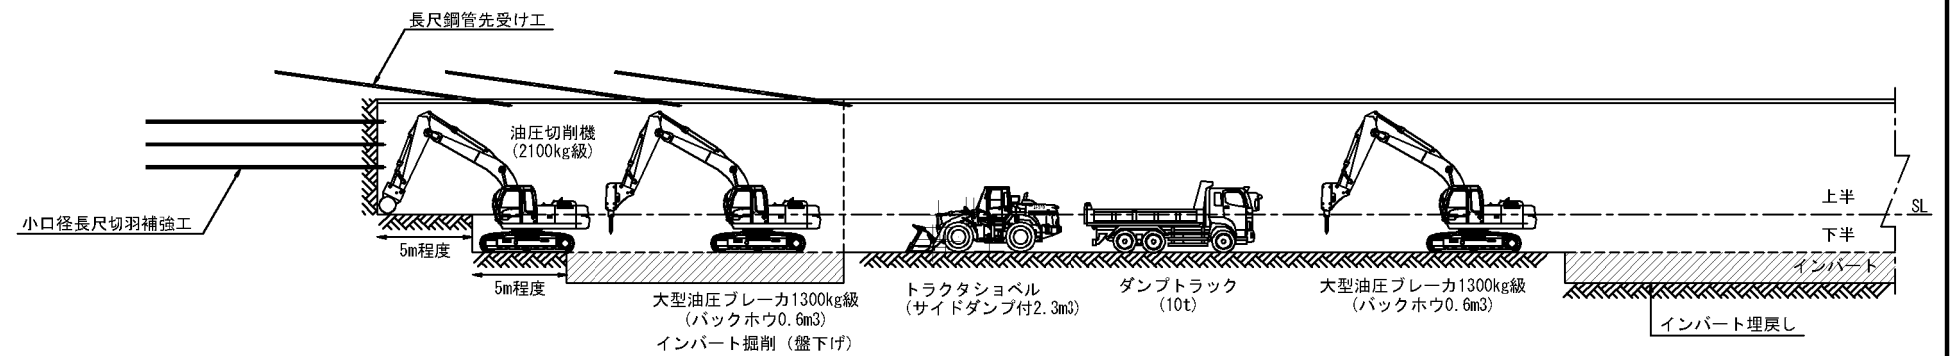 長尺鋼管先受け工
油圧切削機
(2100kg級)
小口径長尺切羽補強工
5m程度
5m程度
大型油圧ブレーカ1300kg級
(バックホウ0.6m3)
インバート掘削（盤下げ）
トラクタショベル
(サイドダンプ付2.3m3)
ダンプトラック
(10t)
大型油圧ブレーカ1300kg級
(バックホウ0.6m3)
上半
SL
下半
インバート
インバート埋戻し